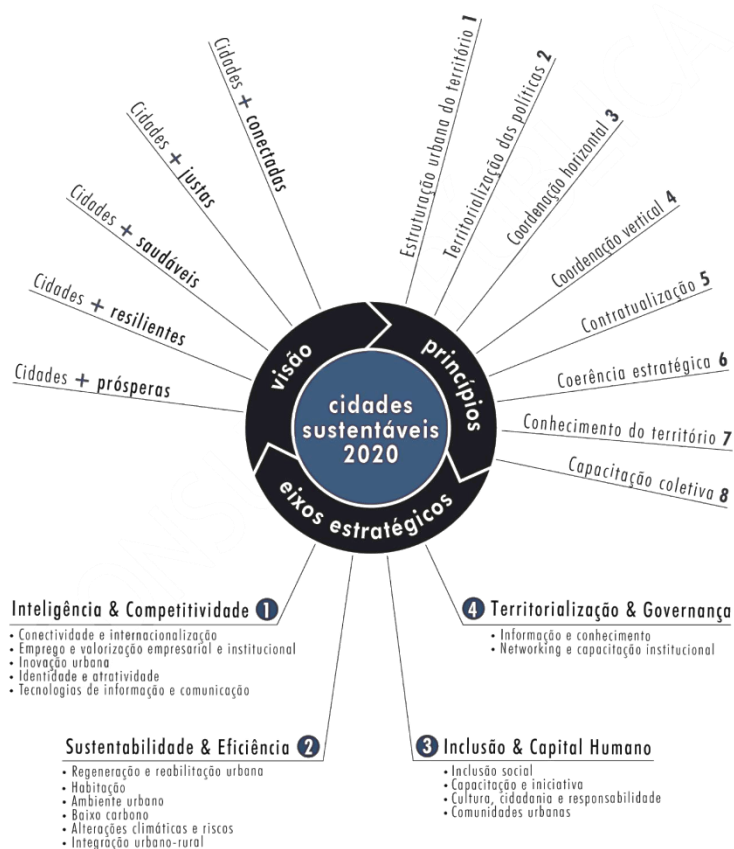 Cidades + conectadas
Cidades + justas
Cidades + saudáveis
Cidades + resilientes
Cidades + prósperas
Estruturação urbana do território 1
Territorialização das políticas 2
Coordenação horizontal 3
Coordenação vertical 4
Contratualização 5
Coerência estratégica 6
Conhecimento do território 7
Capacitação coletiva 8
visão
princípios
eixos estratégicos
cidades
sustentáveis
2020
Inteligência & Competitividade 1
• Conectividade e internacionalização
• Emprego e valorização empresarial e institucional
• Inovação urbana
• Identidade e atratividade
• Tecnologias de informação e comunicação
4 Territorialização & Governança
• Informação e conhecimento
• Networking e capacitação institucional
Sustentabilidade & Eficiência 2
• Regeneração e reabilitação urbana
• Habitação
• Ambiente urbano
• Baixo carbono
• Alterações climáticas e riscos
• Integração urbano-rural
3 Inclusão & Capital Humano
• Inclusão social
• Capacitação e iniciativa
• Cultura, cidadania e responsabilidade
• Comunidades urbanas